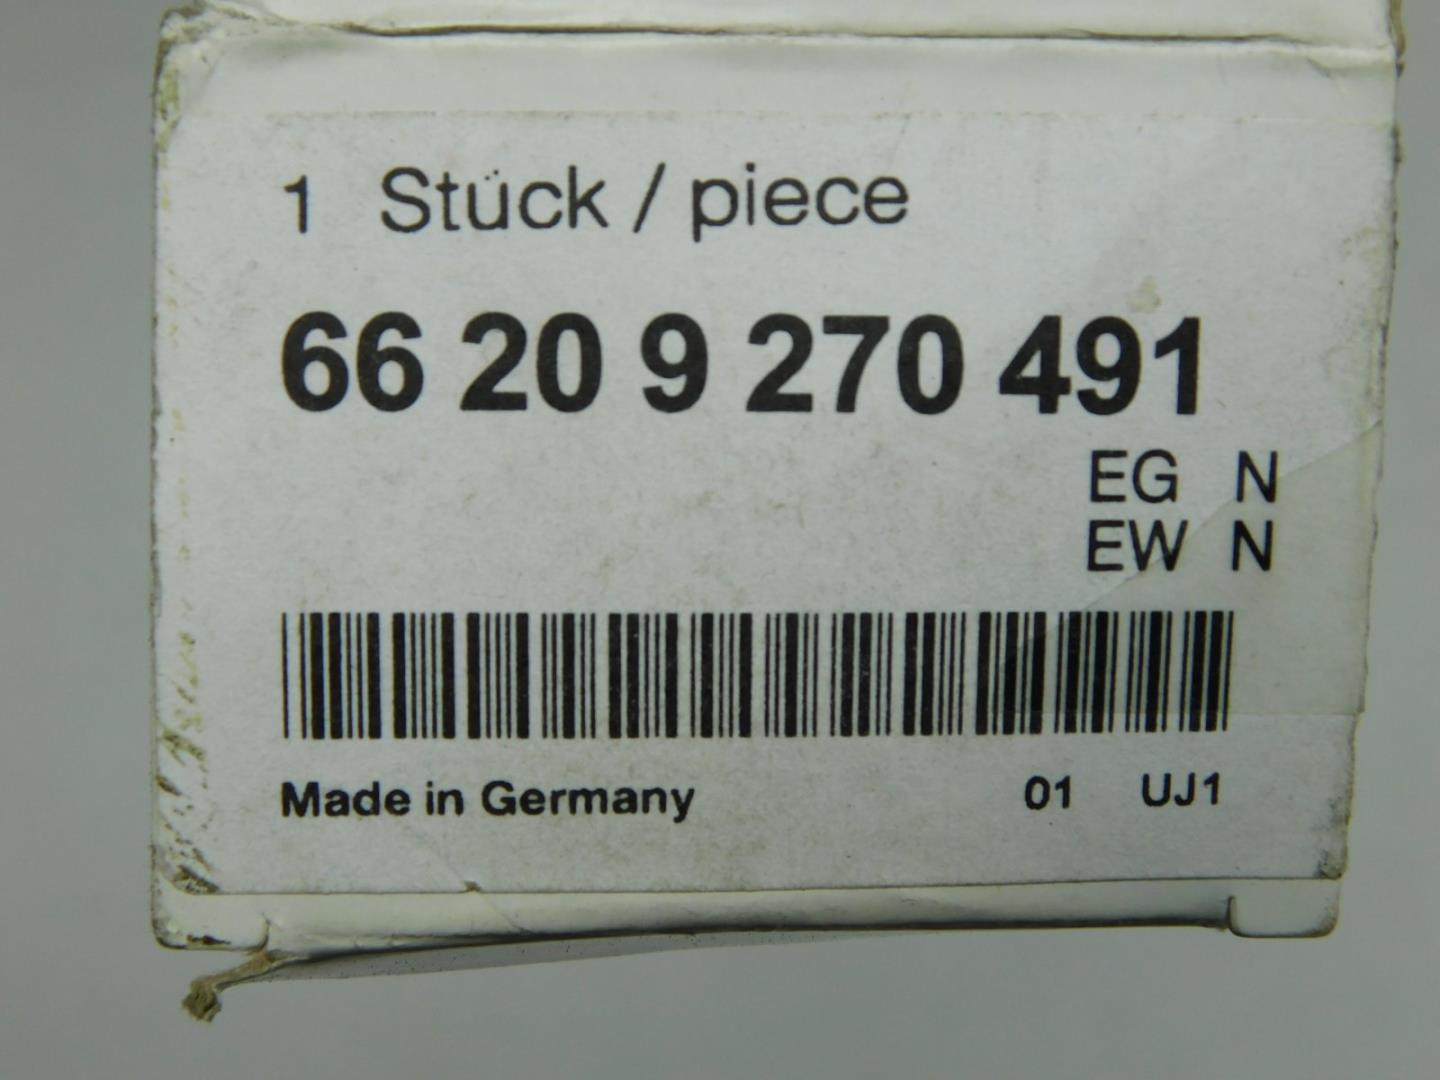 1 Stück / piece
66 20 9 270 491
EG N
EW N
Made in Germany 01 UJ1